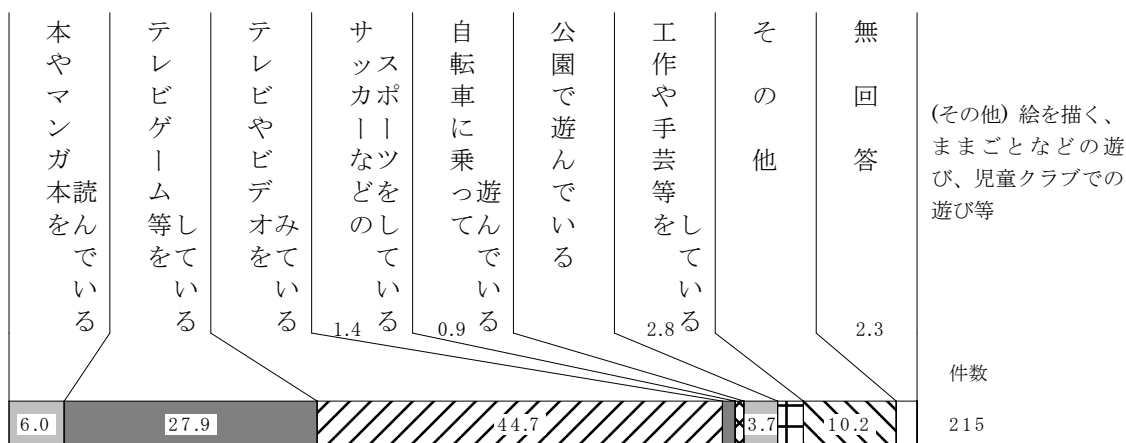 本やマンガ本を
読んでいる
テレビゲーム等を
している
テレビやビデオを
みている
サッカーなどの
スポーツをしている
自転車に乗って
遊んでいる
公園で遊んでいる
工作や手芸等を
している
その他
無回答
(その他) 絵を描く、
ままごとなどの遊
び、児童クラブでの
遊び等
1.4
0.9
2.8
2.3
件数
6.0
27.9
44.7
3.7
10.2
215